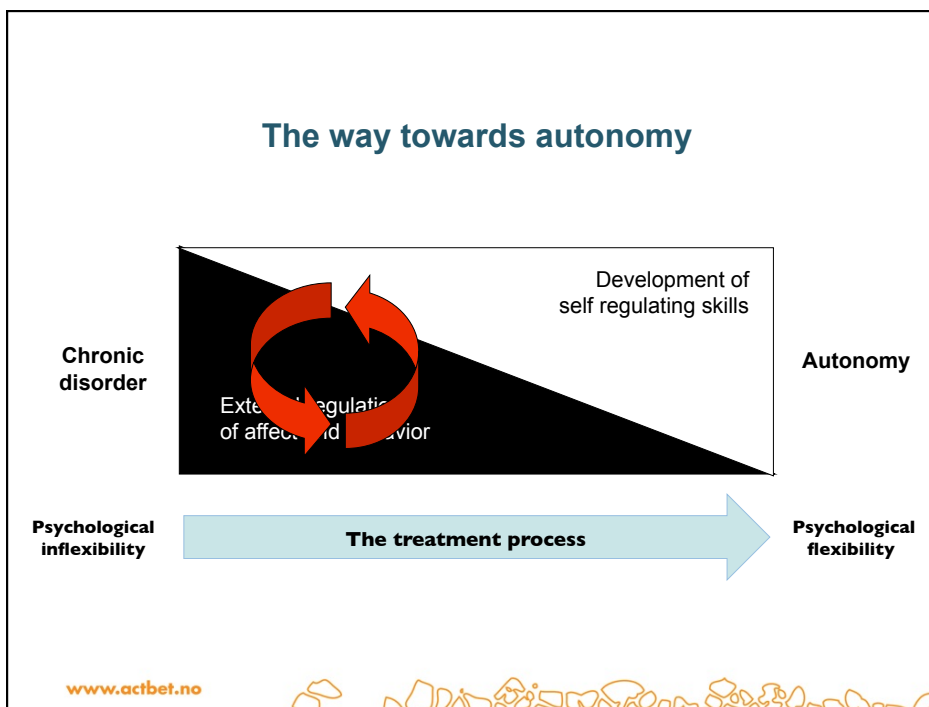 The way towards autonomy
Development of
self regulating skills
Chronic
disorder
Autonomy
of affect
Psychological
inflexibility
The treatment process
Psychological
flexibility
www.actbet.no